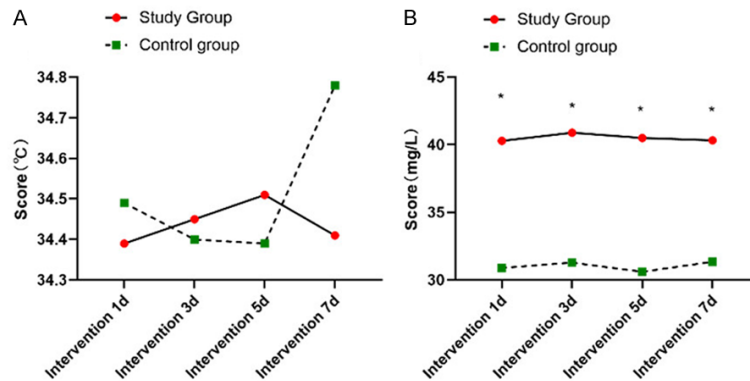 A
Study Group
Control group
Score(°C)
34.8
34.7
34.6
34.5
34.4
34.3
Intervention 1d
Intervention 3d
Intervention 5d
Intervention 7d
B
Study Group
Control group
Score(mg/L)
45
40
35
30
* * * *
Intervention 1d
Intervention 3d
Intervention 5d
Intervention 7d